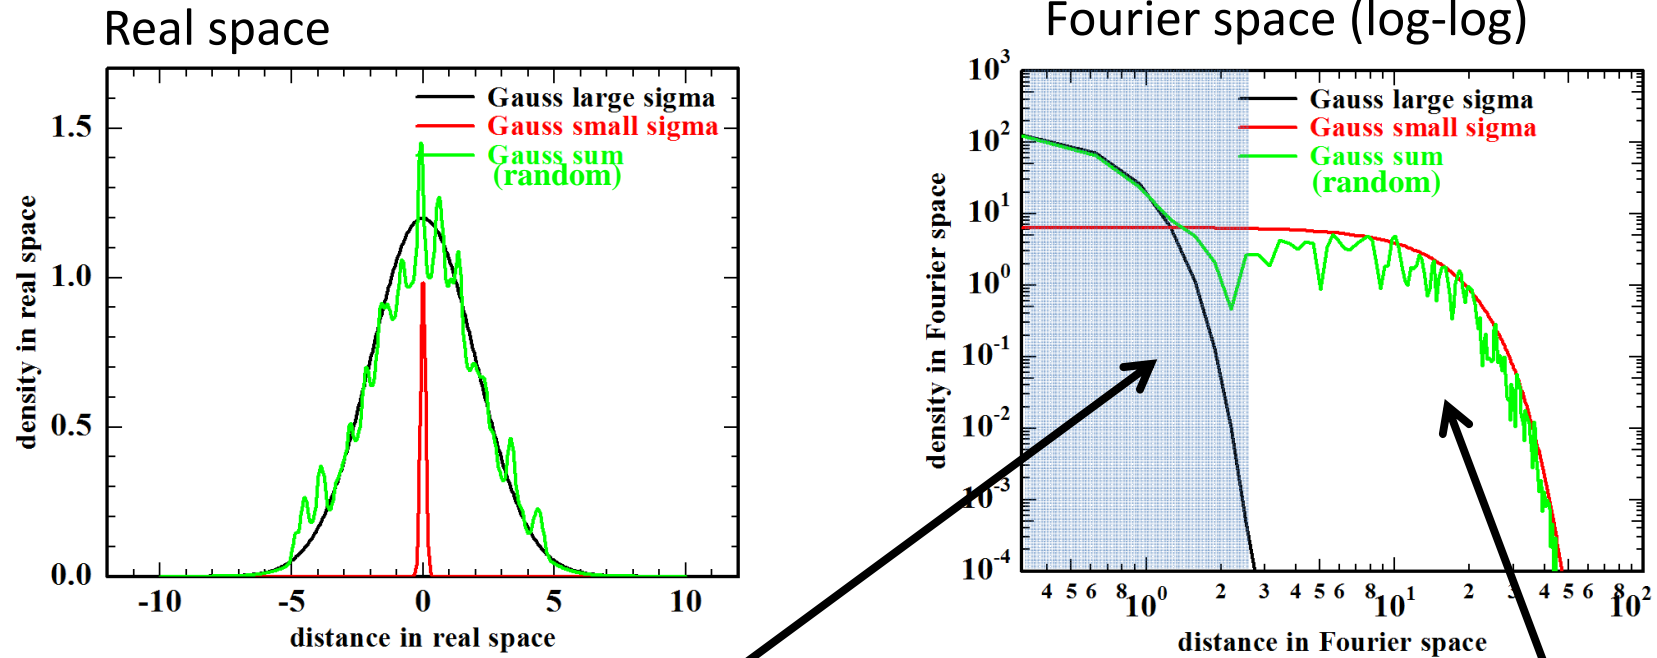 Real space
Gauss large sigma
Gauss small sigma
Gauss sum
(random)
density in real space
1.5
1.0
0.5
0.0
-10 -5 0 5 10
distance in real space
Fourier space (log-log)
Gauss large sigma
Gauss small sigma
Gauss sum
(random)
density in Fourier space
10³
10²
10¹
10⁰
10⁻¹
10⁻²
10⁻³
10⁻⁴
4 5 6 8 10⁰ 2 3 4 5 6 8 10¹ 2 3 4 5 6 8 10²
distance in Fourier space